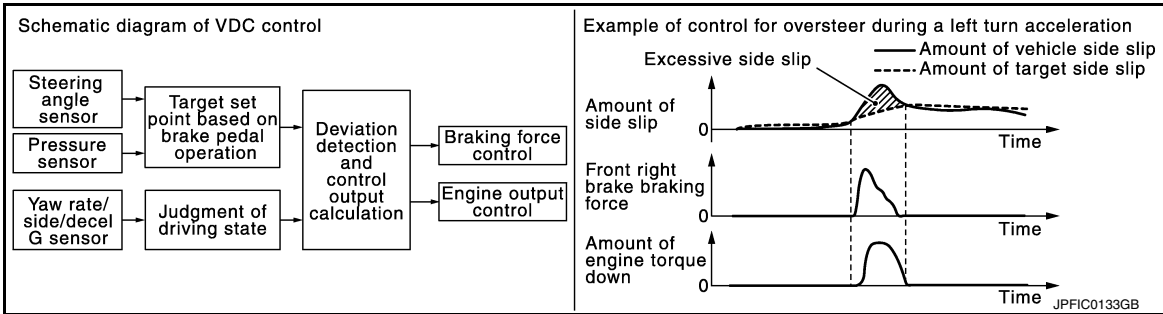 Schematic diagram of VDC control
Steering
angle
sensor
Pressure
sensor
Yaw rate/
side/decel
G sensor
Target set
point based on
brake pedal
operation
Judgment of
driving state
Deviation
detection
and
control
output
calculation
Braking force
control
Engine output
control
Example of control for oversteer during a left turn acceleration
Amount of vehicle side slip
Amount of target side slip
Excessive side slip
Amount of
side slip
0
Time
Front right
brake braking
force
0
Amount of
engine torque
down
0
Time
JPFIC0133GB